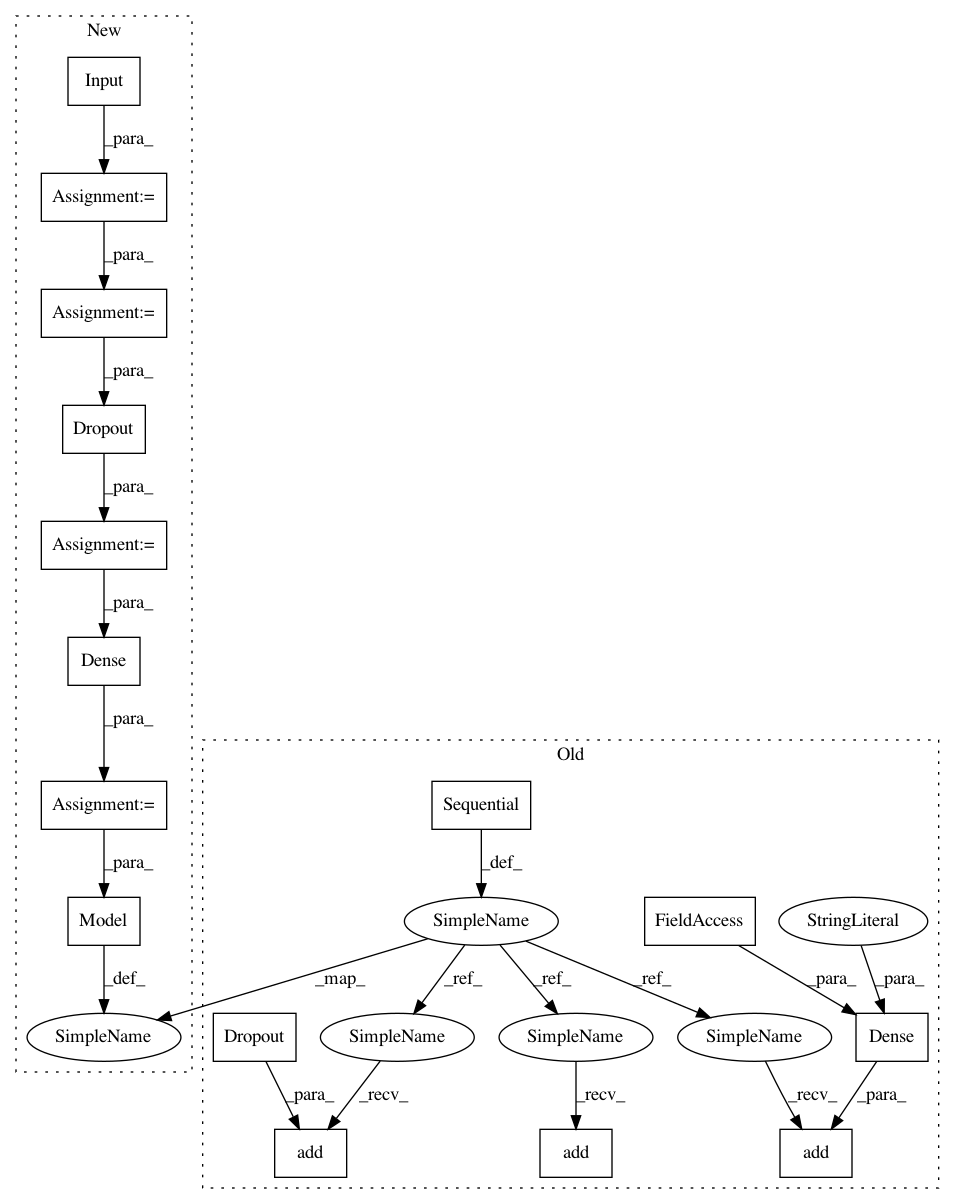 New
Input
_para_
Assignment:=
_para_
Assignment:=
_para_
Dropout
_para_
Assignment:=
_para_
Dense
_para_
Assignment:=
_para_
Model
_def_
SimpleName
Old
Sequential
_def_
SimpleName
FieldAccess
StringLiteral
_map_
_ref_
_ref_
_ref_
_para_
_para_
Dropout
SimpleName
SimpleName
SimpleName
Dense
_para_
_recv_
_recv_
_recv_
_para_
add
add
add